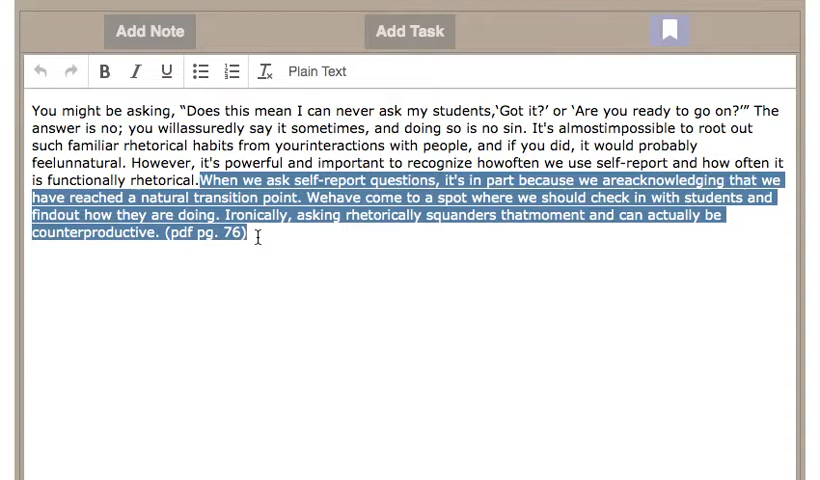 Add Note Add Task
B I U Plain Text
You might be asking, “Does this mean I can never ask my students,‘Got it?’ or ‘Are you ready to go on?’” The
answer is no; you willassuredly say it sometimes, and doing so is no sin. It's almostimpossible to root out
such familiar rhetorical habits from yourinteractions with people, and if you did, it would probably
feelunnatural. However, it's powerful and important to recognize howoften we use self-report and how often it
is functionally rhetorical.When we ask self-report questions, it's in part because we areacknowledging that we
have reached a natural transition point. Wehave come to a spot where we should check in with students and
findout how they are doing. Ironically, asking rhetorically squanders thatmoment and can actually be
counterproductive. (pdf pg. 76)